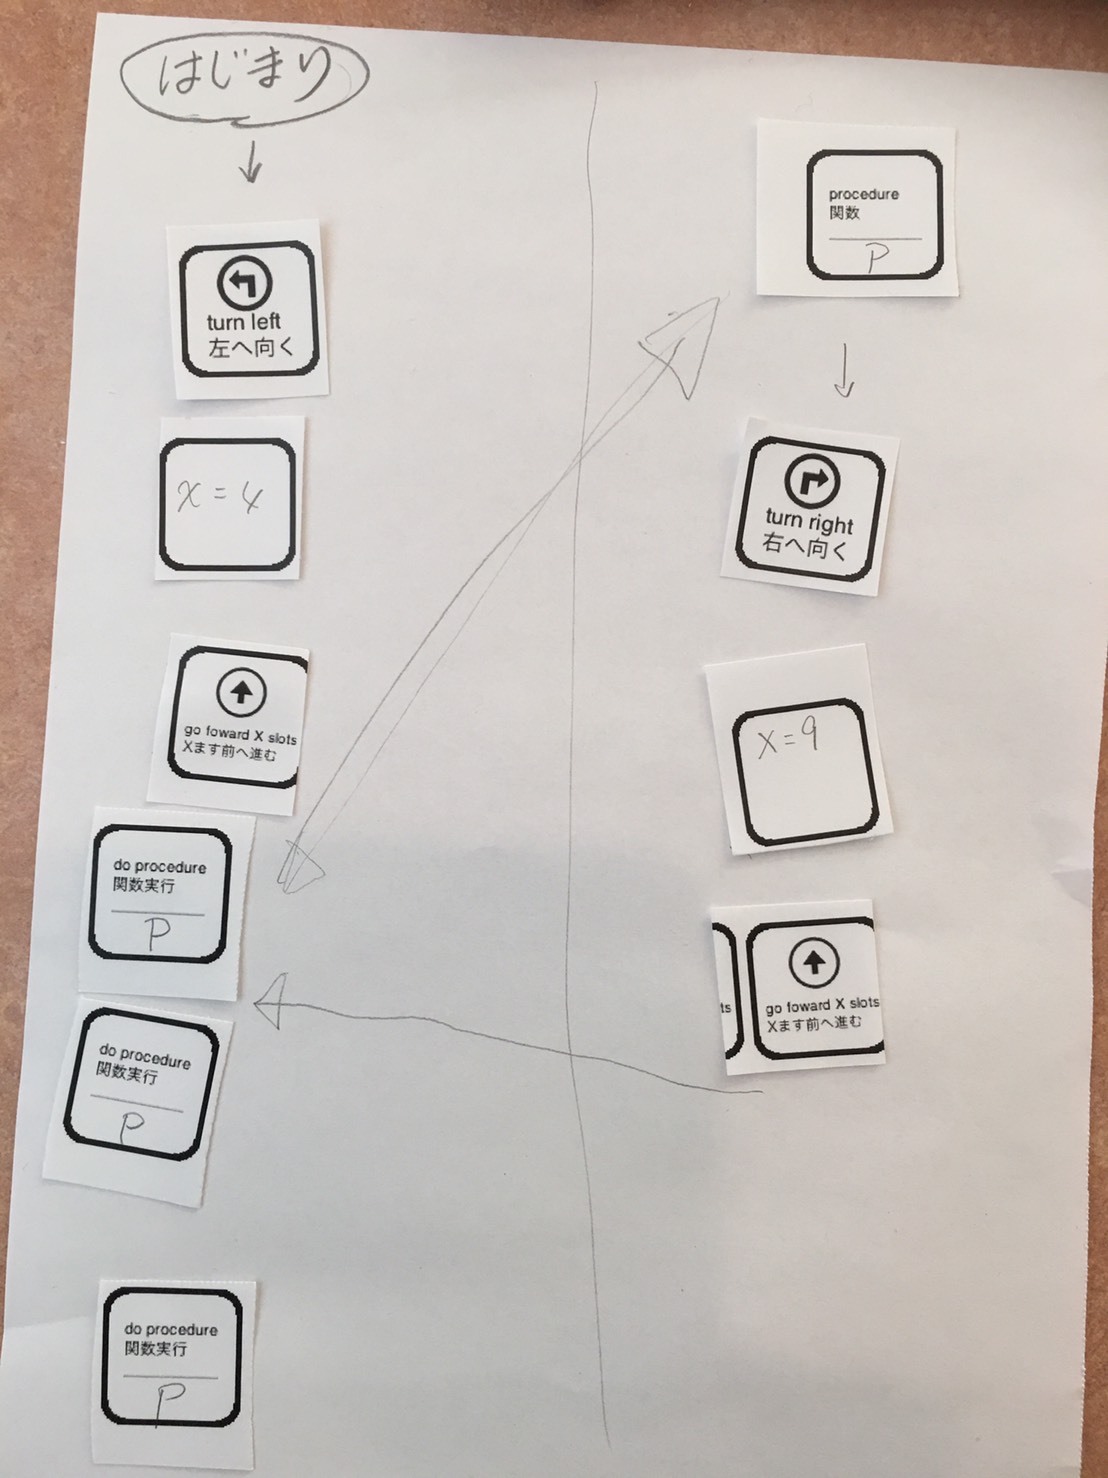 はじまり
turn left
左へ向く
x = 4
go foward X slots
Xます前へ進む
do procedure
関数実行
P
do procedure
関数実行
P
do procedure
関数実行
P
procedure
関数
P
turn right
右へ向く
x = 9
ts
go foward X slots
Xます前へ進む